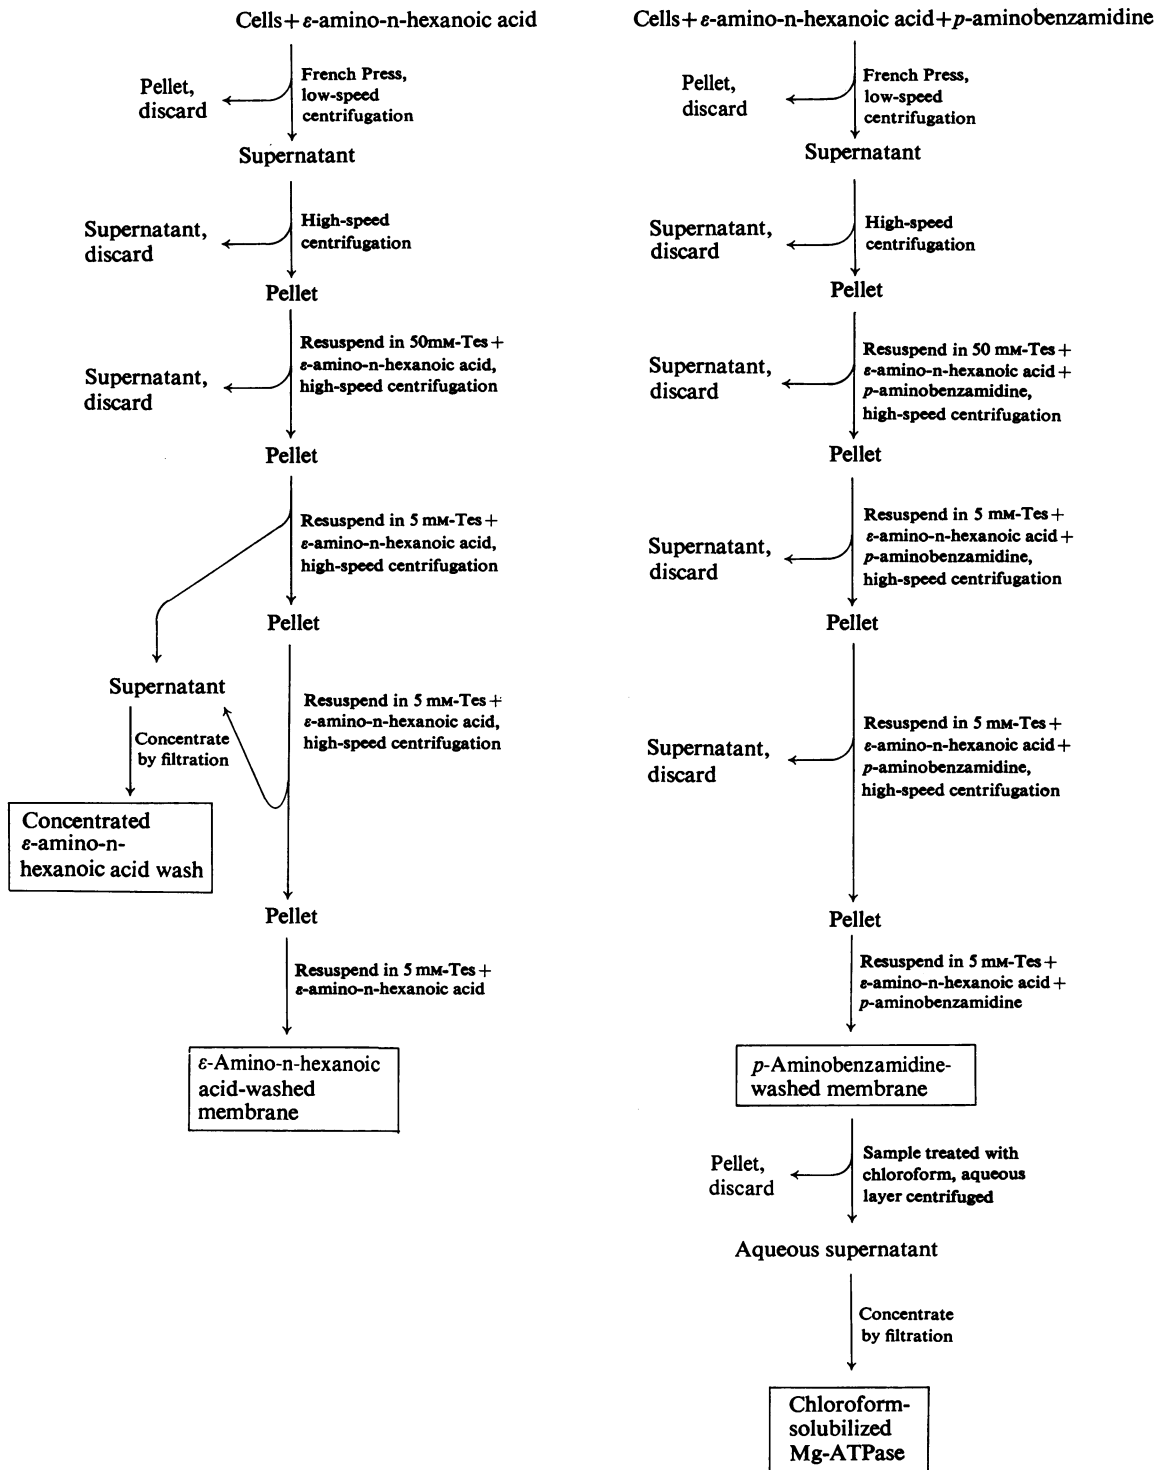 Cells+ε-amino-n-hexanoic acid
Pellet,
discard
French Press,
low-speed
centrifugation
Supernatant
Supernatant,
discard
High-speed
centrifugation
Pellet
Supernatant,
discard
Resuspend in 50mM-Tes+
ε-amino-n-hexanoic acid,
high-speed centrifugation
Pellet
Resuspend in 5 mM-Tes+
ε-amino-n-hexanoic acid,
high-speed centrifugation
Pellet
Supernatant
Resuspend in 5 mM-Tes+
ε-amino-n-hexanoic acid,
high-speed centrifugation
Concentrate
by filtration
Concentrated
ε-amino-n-
hexanoic acid wash
Pellet
Resuspend in 5 mM-Tes+
ε-amino-n-hexanoic acid
ε-Amino-n-hexanoic
acid-washed
membrane
Cells+ε-amino-n-hexanoic acid+p-aminobenzamidine
Pellet,
discard
French Press,
low-speed
centrifugation
Supernatant
Supernatant,
discard
High-speed
centrifugation
Pellet
Supernatant,
discard
Resuspend in 50 mM-Tes+
ε-amino-n-hexanoic acid+
p-aminobenzamidine,
high-speed centrifugation
Pellet
Supernatant,
discard
Resuspend in 5 mM-Tes+
ε-amino-n-hexanoic acid+
p-aminobenzamidine,
high-speed centrifugation
Pellet
Supernatant,
discard
Resuspend in 5 mM-Tes+
ε-amino-n-hexanoic acid+
p-aminobenzamidine,
high-speed centrifugation
Pellet
Resuspend in 5 mM-Tes+
ε-amino-n-hexanoic acid+
p-aminobenzamidine
p-Aminobenzamidine-
washed membrane
Pellet,
discard
Sample treated with
chloroform, aqueous
layer centrifuged
Aqueous supernatant
Concentrate
by filtration
Chloroform-
solubilized
Mg-ATPase